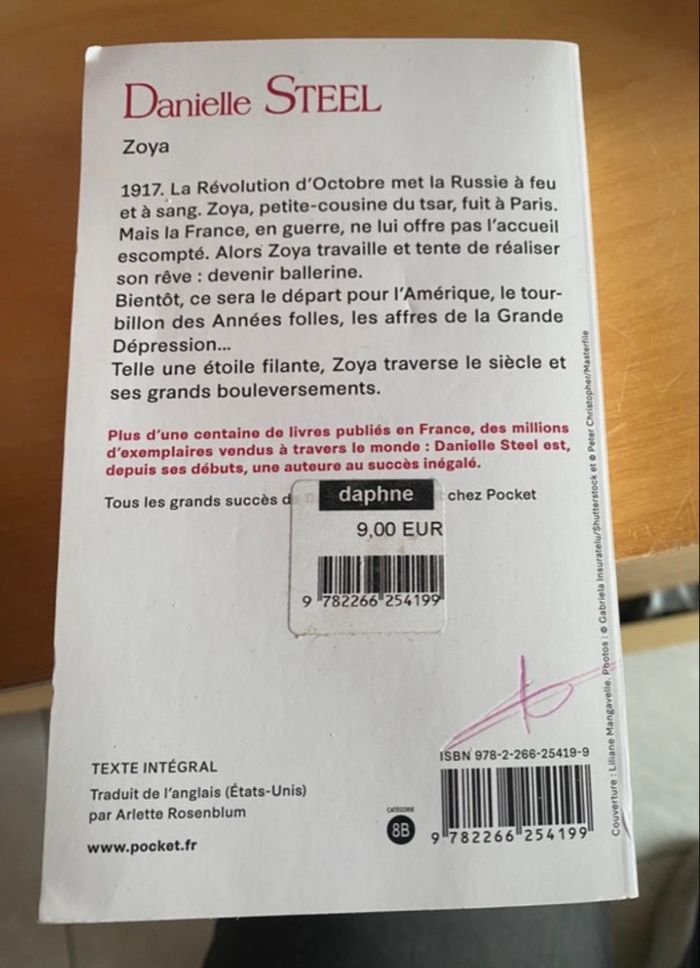 Danielle STEEL
Zoya
1917. La Révolution d'Octobre met la Russie à feu
et à sang. Zoya, petite-cousine du tsar, fuit à Paris.
Mais la France, en guerre, ne lui offre pas l'accueil
escompté. Alors Zoya travaille et tente de réaliser
son rêve : devenir ballerine.
Bientôt, ce sera le départ pour l'Amérique, le tour-
billon des Années folles, les affres de la Grande
Dépression...
Telle une étoile filante, Zoya traverse le siècle et
ses grands bouleversements.
Plus d'une centaine de livres publiés en France, des millions
d'exemplaires vendus à travers le monde : Danielle Steel est,
depuis ses débuts, une auteure au succès inégalé.
Tous les grands succès d chez Pocket
daphne
9,00 EUR
9 782266 254199
TEXTE INTÉGRAL
Traduit de l'anglais (États-Unis)
par Arlette Rosenblum
www.pocket.fr
CATÉGORIE
8B
ISBN 978-2-266-25419-9
9 782266 254199
Couverture : Liliane Mangavelle. Photos : © Gabriela Insuratelu/Shutterstock et © Peter Christopher/Masterfile